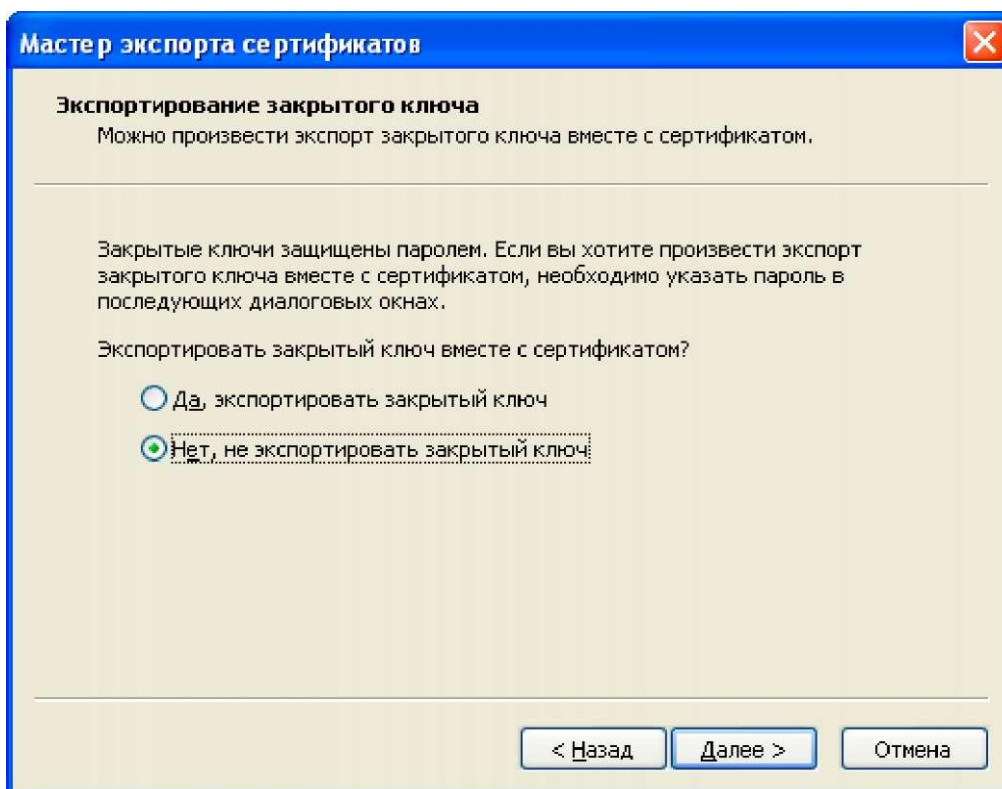 Мастер экспорта сертификатов
Экспортирование закрытого ключа
Можно произвести экспорт закрытого ключа вместе с сертификатом.
Закрытые ключи защищены паролем. Если вы хотите произвести экспорт
закрытого ключа вместе с сертификатом, необходимо указать пароль в
последующих диалоговых окнах.
Экспортировать закрытый ключ вместе с сертификатом?
Да, экспортировать закрытый ключ
Нет, не экспортировать закрытый ключ
< Назад Далее > Отмена